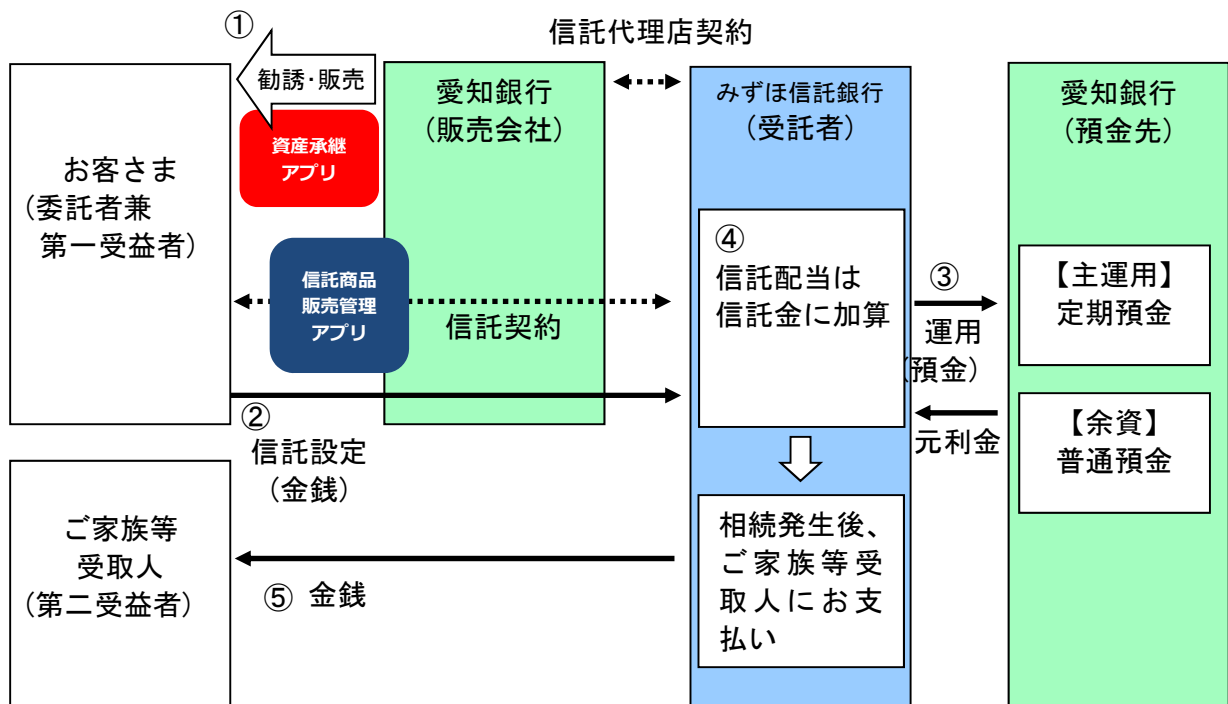 ①
信託代理店契約
勧誘・販売
資産承継
アプリ
愛知銀行
(販売会社)
みずほ信託銀行
(受託者)
愛知銀行
(預金先)
お客さま
(委託者兼
第一受益者)
信託商品
販売管理
アプリ
信託契約
④
信託配当は
信託金に加算
③
運用
(預金)
【主運用】
定期預金
②
信託設定
(金銭)
元利金
【余資】
普通預金
ご家族等
受取人
(第二受益者)
⑤ 金銭
相続発生後、
ご家族等受
取人にお支
払い